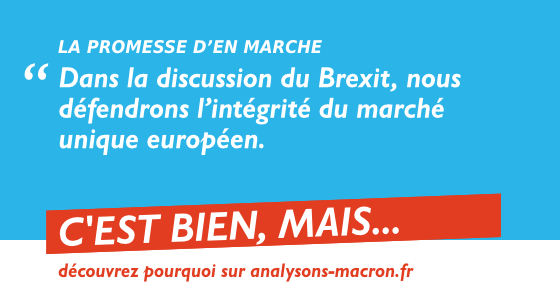 LA PROMESSE D’EN MARCHE
“ Dans la discussion du Brexit, nous
défendrons l’intégrité du marché
unique européen.
C'EST BIEN, MAIS...
découvrez pourquoi sur analysons-macron.fr